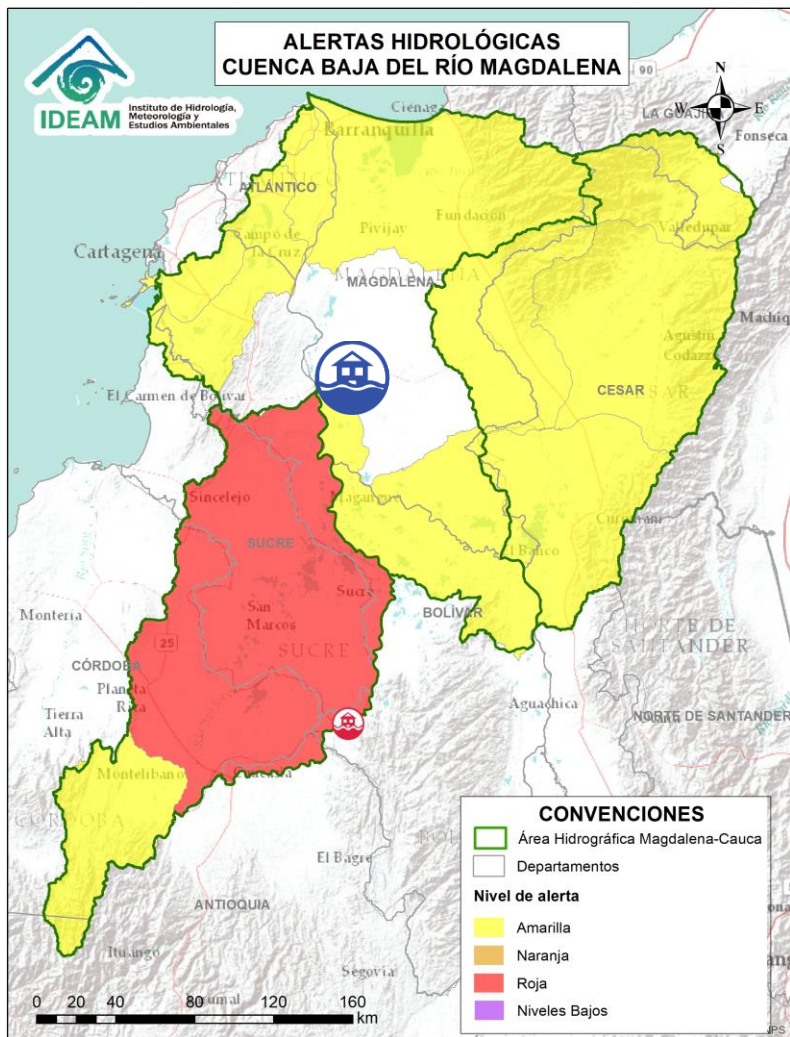 ALERTAS HIDROLÓGICAS
CUENCA BAJA DEL RÍO MAGDALENA
IDEAM
Instituto de Hidrología,
Meteorología y
Estudios Ambientales
N
W
E
S
90
Ciénaga
LA GUAJIRA
Fonseca
Barranquilla
ATLÁNTICO
Fundación
Pivijay
Valledupar
Campo de
la Cruz
Cartagena
MAGDALENA
Agustín
Codazzi
CESAR
El Carmen de Bolívar
Sincelejo
Magangué
SUCRE
El Banco
Sucre
BOLÍVAR
San
Marcos
SUCRE
Montería
NORTE DE
SANTANDER
25
CÓRDOBA
Planeta
Rica
Aguachica
NORTE DE SANTANDER
Tierra
Alta
Montelibano
El Bagre
ANTIOQUIA
Ituango
Segovia
CONVENCIONES
Área Hidrográfica Magdalena-Cauca
Departamentos
Nivel de alerta
Amarilla
Naranja
Roja
Niveles Bajos
0 20 40 80 120 160
km